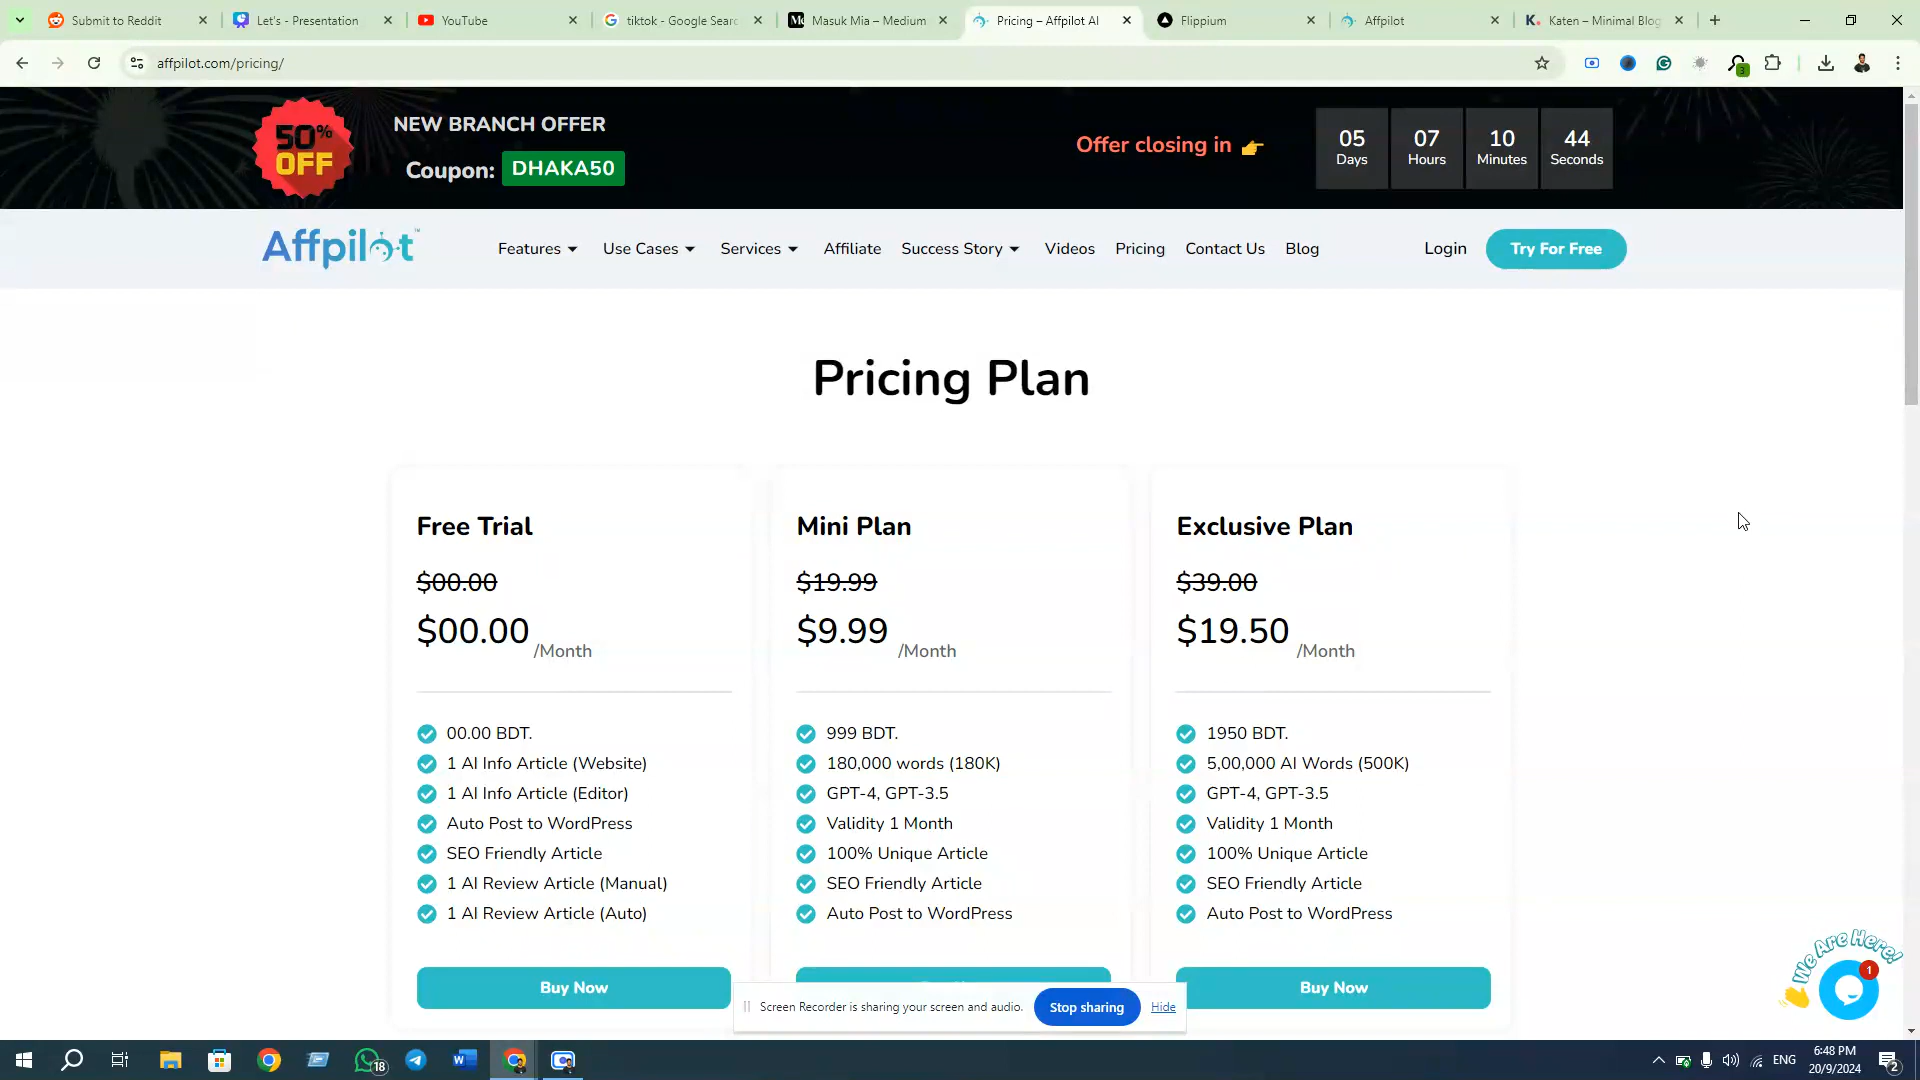 Submit to Reddit
Let's - Presentation
YouTube
tiktok - Google Searc
Masuk Mia – Medium
Pricing – Affpilot AI
Flippium
Affpilot
Katen – Minimal Blog
affpilot.com/pricing/
3
50%
OFF
NEW BRANCH OFFER
Coupon: DHAKA50
Offer closing in
05 07 10 44
Days Hours Minutes Seconds
Affpilot
Features Use Cases Services Affiliate Success Story Videos Pricing Contact Us Blog Login Try For Free
Pricing Plan
Free Trial
$00.00
$00.00 /Month
00.00 BDT.
1 AI Info Article (Website)
1 AI Info Article (Editor)
Auto Post to WordPress
SEO Friendly Article
1 AI Review Article (Manual)
1 AI Review Article (Auto)
Buy Now
Mini Plan
$19.99
$9.99 /Month
999 BDT.
180,000 words (180K)
GPT-4, GPT-3.5
Validity 1 Month
100% Unique Article
SEO Friendly Article
Auto Post to WordPress
Exclusive Plan
$39.00
$19.50 /Month
1950 BDT.
5,00,000 AI Words (500K)
GPT-4, GPT-3.5
Validity 1 Month
100% Unique Article
SEO Friendly Article
Auto Post to WordPress
Buy Now
We Are Here!
1
Screen Recorder is sharing your screen and audio. Stop sharing Hide
18
ENG
6:48 PM
20/9/2024
2